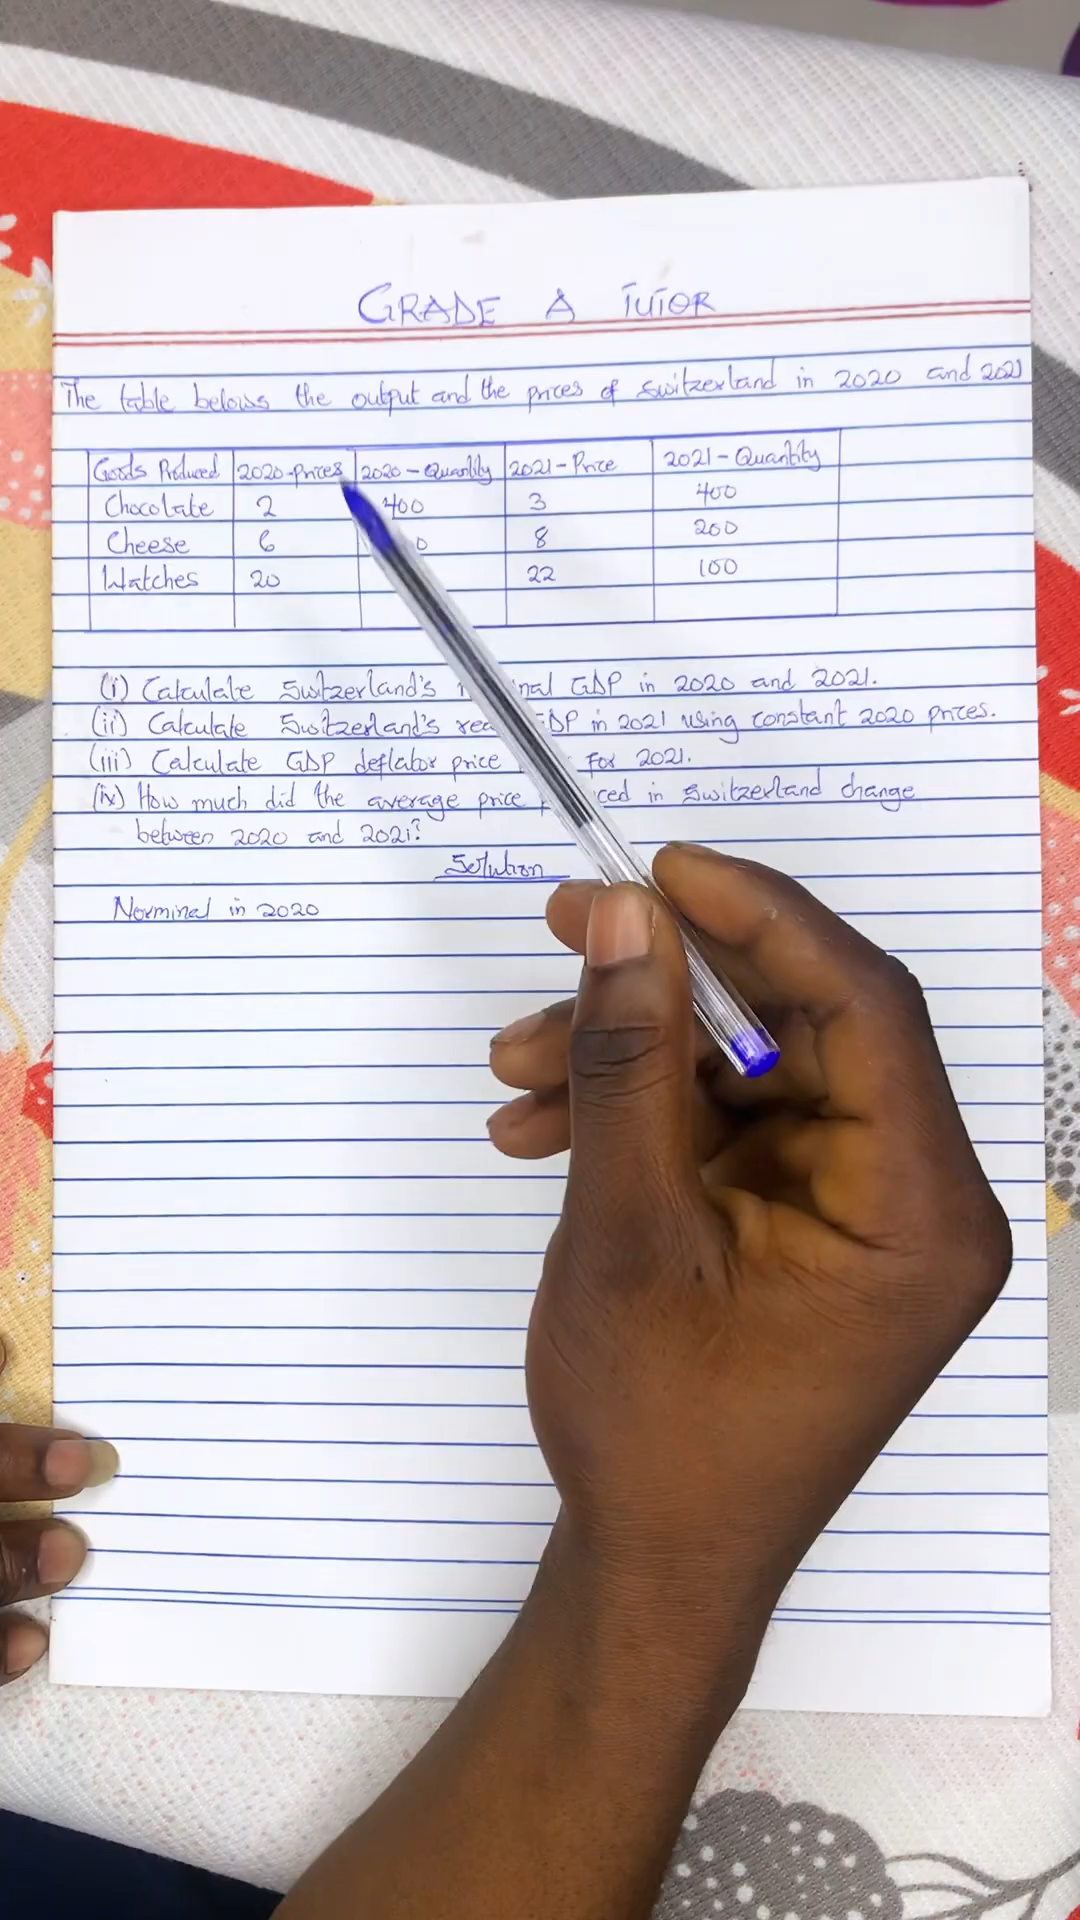 GRADE A TUTOR
The table belows the output and the prices of Switzerland in 2020 and 2021
Goods Produced 2020-Prices 2020-Quantity 2021-Price 2021-Quantity
Chocolate 2 400 3 400
Cheese 6 0 8 200
Watches 20 22 100
(i) Calculate Switzerland's nal GDP in 2020 and 2021.
(ii) Calculate Switzerland's rea DP in 2021 using constant 2020 prices.
(iii) Calculate GDP deflator price for 2021.
(iv) How much did the average price p ced in Switzerland change
between 2020 and 2021?
Solution
Norminal in 2020